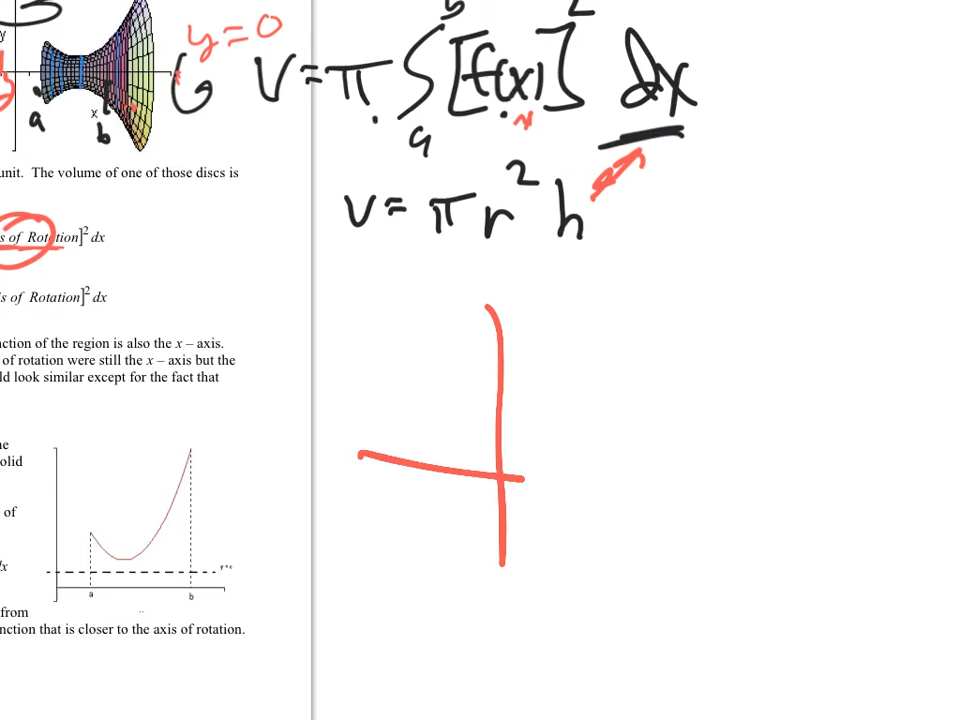 y
y=0
V=π∫[f(x)]² dx
b
a
a
x
b
unit. The volume of one of those discs is
V=πr²h
s of Rotation]² dx
is of Rotation]² dx
nction of the region is also the x – axis.
of rotation were still the x – axis but the
ld look similar except for the fact that
he
olid
of
dx
a
b
from
nction that is closer to the axis of rotation.